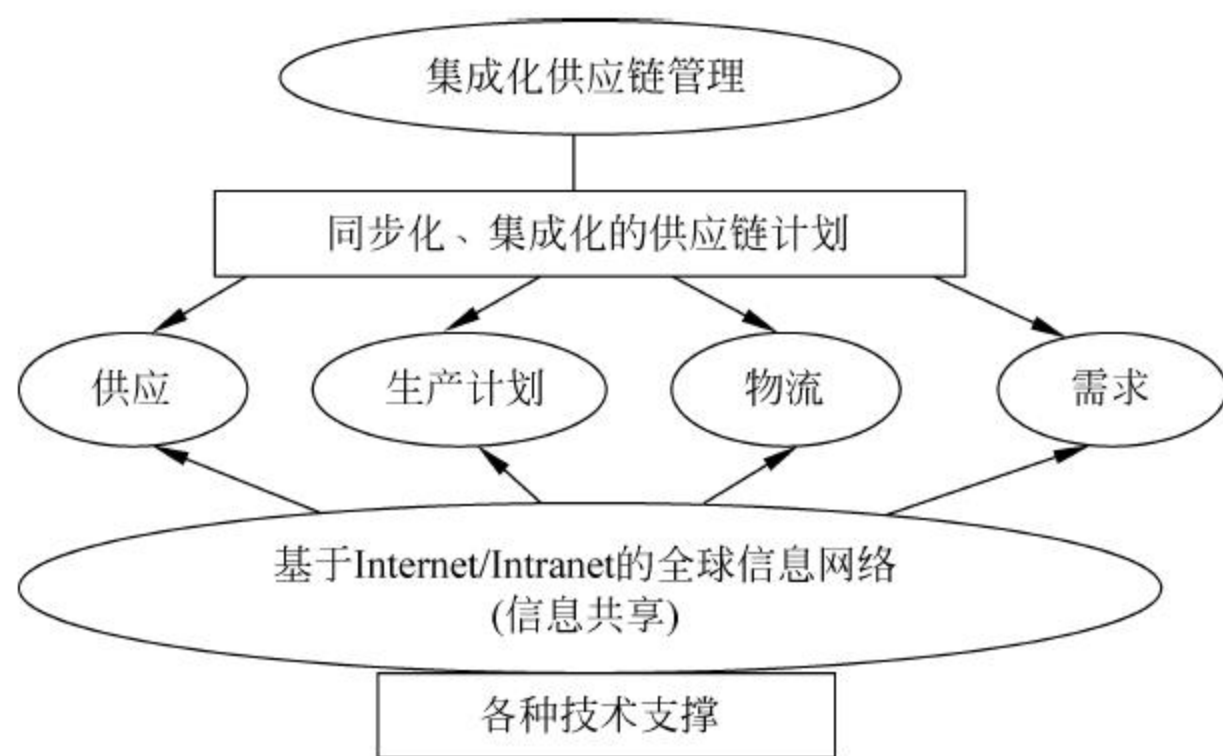 集成化供应链管理
同步化、集成化的供应链计划
供应
生产计划
物流
需求
基于Internet/Intranet的全球信息网络
(信息共享)
各种技术支撑